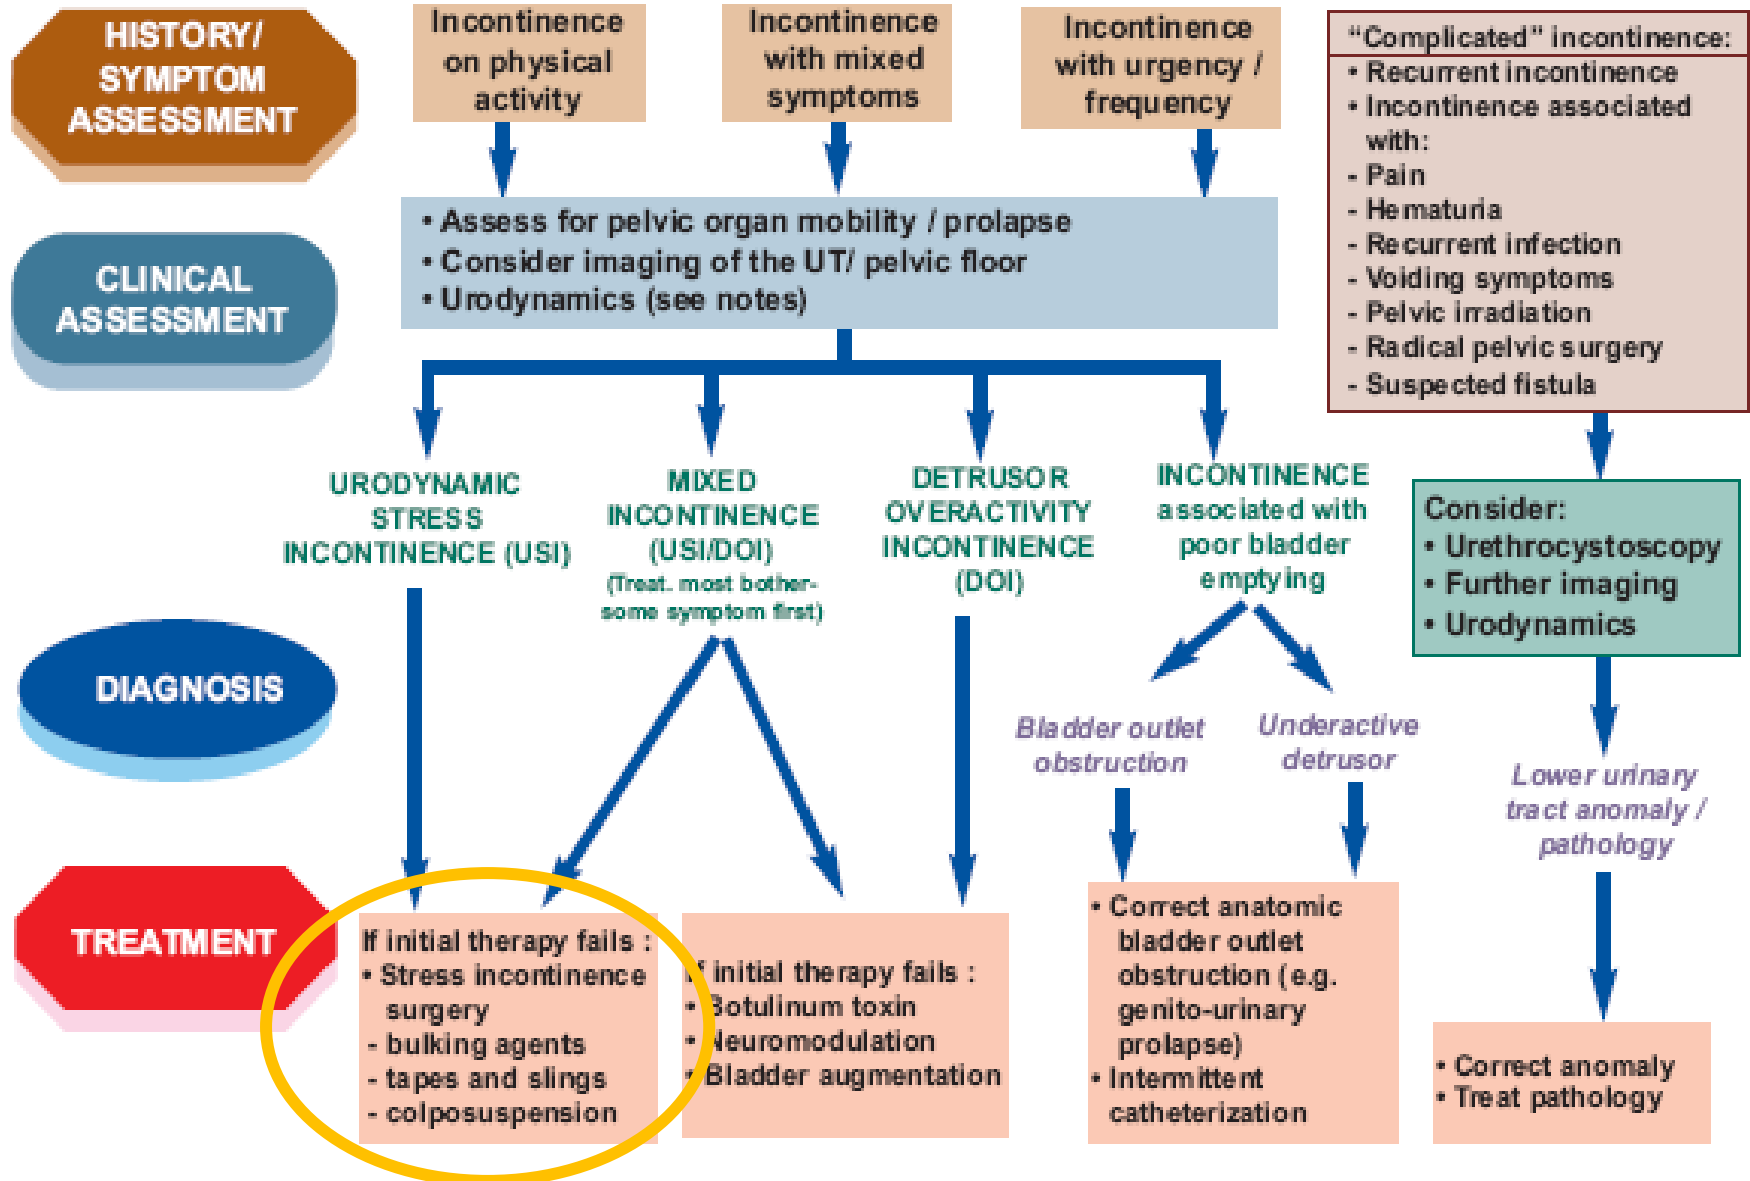 HISTORY/
SYMPTOM
ASSESSMENT
Incontinence
on physical
activity
Incontinence
with mixed
symptoms
Incontinence
with urgency /
frequency
“Complicated” incontinence:
• Recurrent incontinence
• Incontinence associated
with:
- Pain
- Hematuria
- Recurrent infection
- Voiding symptoms
- Pelvic irradiation
- Radical pelvic surgery
- Suspected fistula
CLINICAL
ASSESSMENT
• Assess for pelvic organ mobility / prolapse
• Consider imaging of the UT/ pelvic floor
• Urodynamics (see notes)
URODYNAMIC
STRESS
INCONTINENCE (USI)
MIXED
INCONTINENCE
(USI/DOI)
(Treat. most bother-
some symptom first)
DETRUSOR
OVERACTIVITY
INCONTINENCE
(DOI)
INCONTINENCE
associated with
poor bladder
emptying
Consider:
• Urethrocystoscopy
• Further imaging
• Urodynamics
DIAGNOSIS
Bladder outlet
obstruction
Underactive
detrusor
Lower urinary
tract anomaly /
pathology
TREATMENT
If initial therapy fails :
• Stress incontinence
surgery
- bulking agents
- tapes and slings
- colposuspension
If initial therapy fails :
• Botulinum toxin
• Neuromodulation
• Bladder augmentation
• Correct anatomic
bladder outlet
obstruction (e.g.
genito-urinary
prolapse)
• Intermittent
catheterization
• Correct anomaly
• Treat pathology